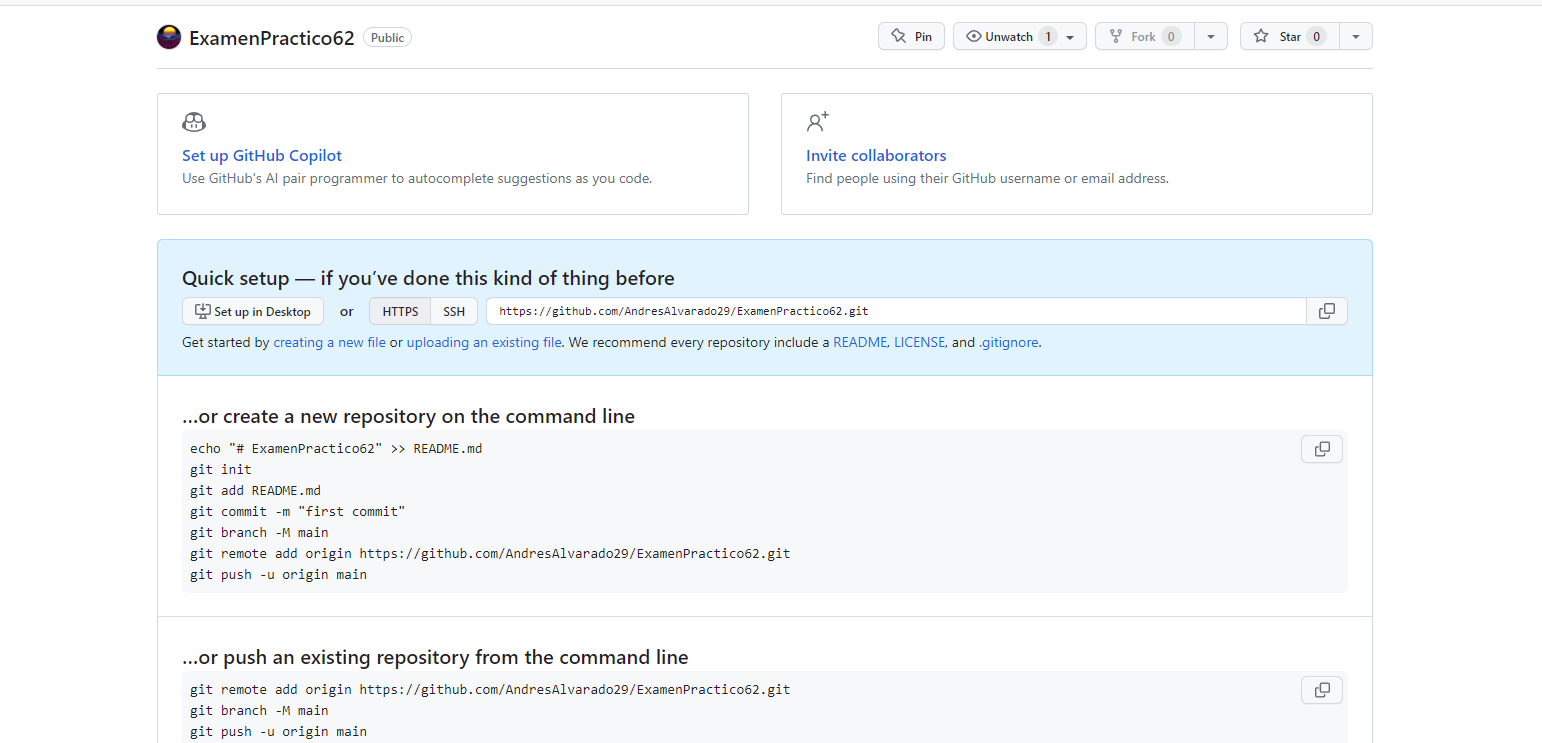 ExamenPractico62 Public Pin Unwatch 1 Fork 0 Star 0
Set up GitHub Copilot
Use GitHub's AI pair programmer to autocomplete suggestions as you code.
Invite collaborators
Find people using their GitHub username or email address.
Quick setup — if you’ve done this kind of thing before
Set up in Desktop or HTTPS SSH https://github.com/AndresAlvarado29/ExamenPractico62.git
Get started by creating a new file or uploading an existing file. We recommend every repository include a README, LICENSE, and .gitignore.
…or create a new repository on the command line
echo "# ExamenPractico62" >> README.md
git init
git add README.md
git commit -m "first commit"
git branch -M main
git remote add origin https://github.com/AndresAlvarado29/ExamenPractico62.git
git push -u origin main
…or push an existing repository from the command line
git remote add origin https://github.com/AndresAlvarado29/ExamenPractico62.git
git branch -M main
git push -u origin main